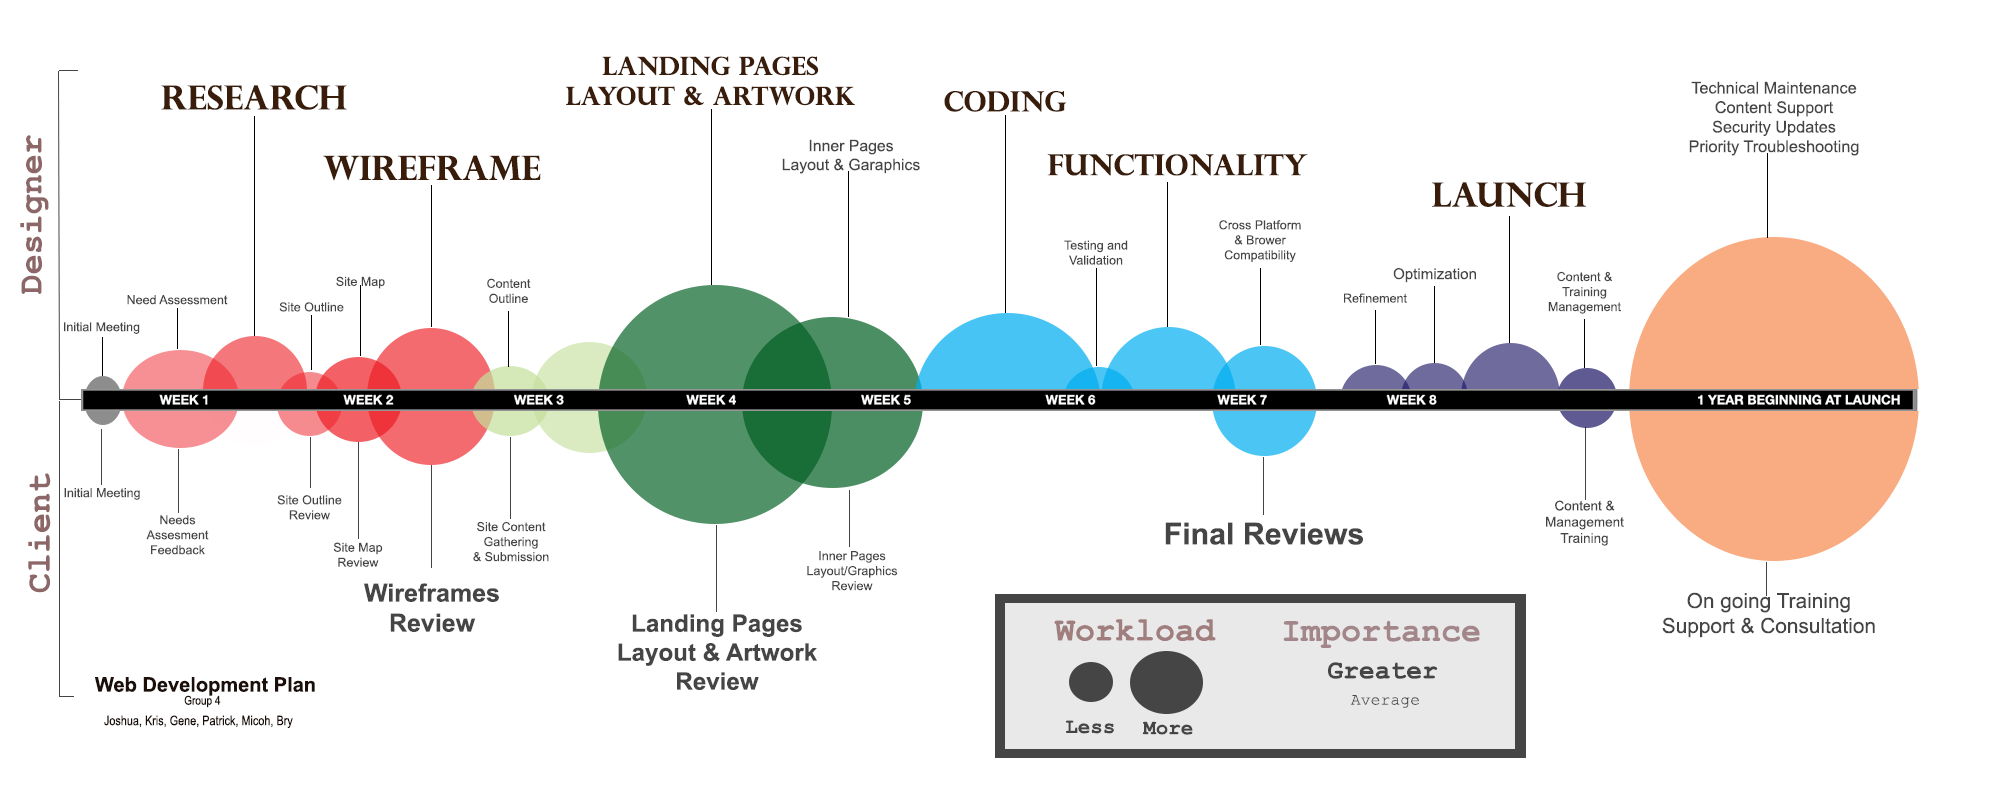 Designer
RESEARCH
WIREFRAME
LANDING PAGES
LAYOUT & ARTWORK
Inner Pages
Layout & Garaphics
CODING
FUNCTIONALITY
LAUNCH
Technical Maintenance
Content Support
Security Updates
Priority Troubleshooting
Initial Meeting
Need Assessment
Site Outline
Site Map
Content
Outline
Testing and
Validation
Cross Platform
& Brower
Compatibility
Refinement
Optimization
Content &
Training
Management
WEEK 1
WEEK 2
WEEK 3
WEEK 4
WEEK 5
WEEK 6
WEEK 7
WEEK 8
1 YEAR BEGINNING AT LAUNCH
Client
Initial Meeting
Needs
Assesment
Feedback
Site Outline
Review
Site Map
Review
Wireframes
Review
Site Content
Gathering
& Submission
Landing Pages
Layout & Artwork
Review
Inner Pages
Layout/Graphics
Review
Final Reviews
Content &
Management
Training
On going Training
Support & Consultation
Web Development Plan
Group 4
Joshua, Kris, Gene, Patrick, Micoh, Bry
Workload
Less
More
Importance
Greater
Average